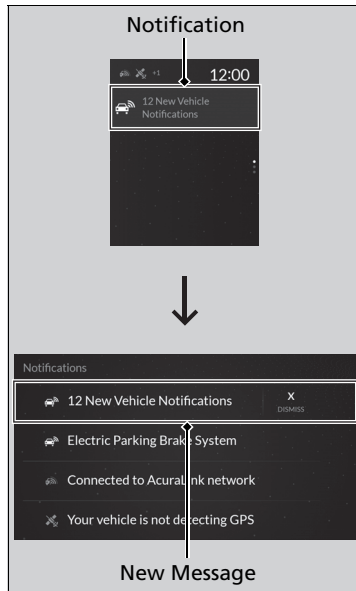 Notification
+1 12:00
12 New Vehicle
Notifications
Notifications
12 New Vehicle Notifications
X
DISMISS
Electric Parking Brake System
Connected to AcuraLink network
Your vehicle is not detecting GPS
New Message